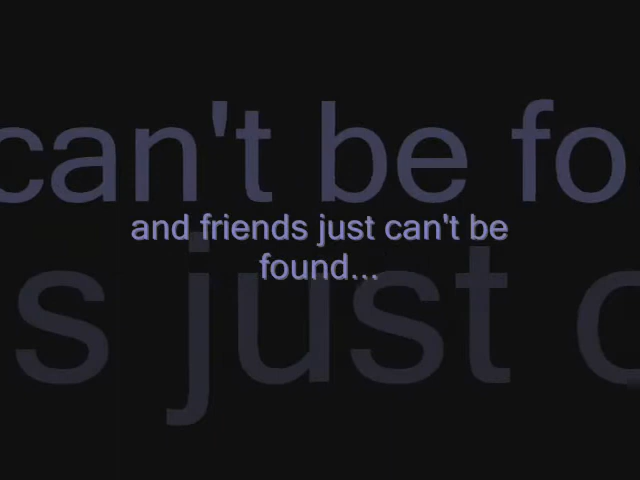 can't be fo
and friends just can't be
found...
s just c